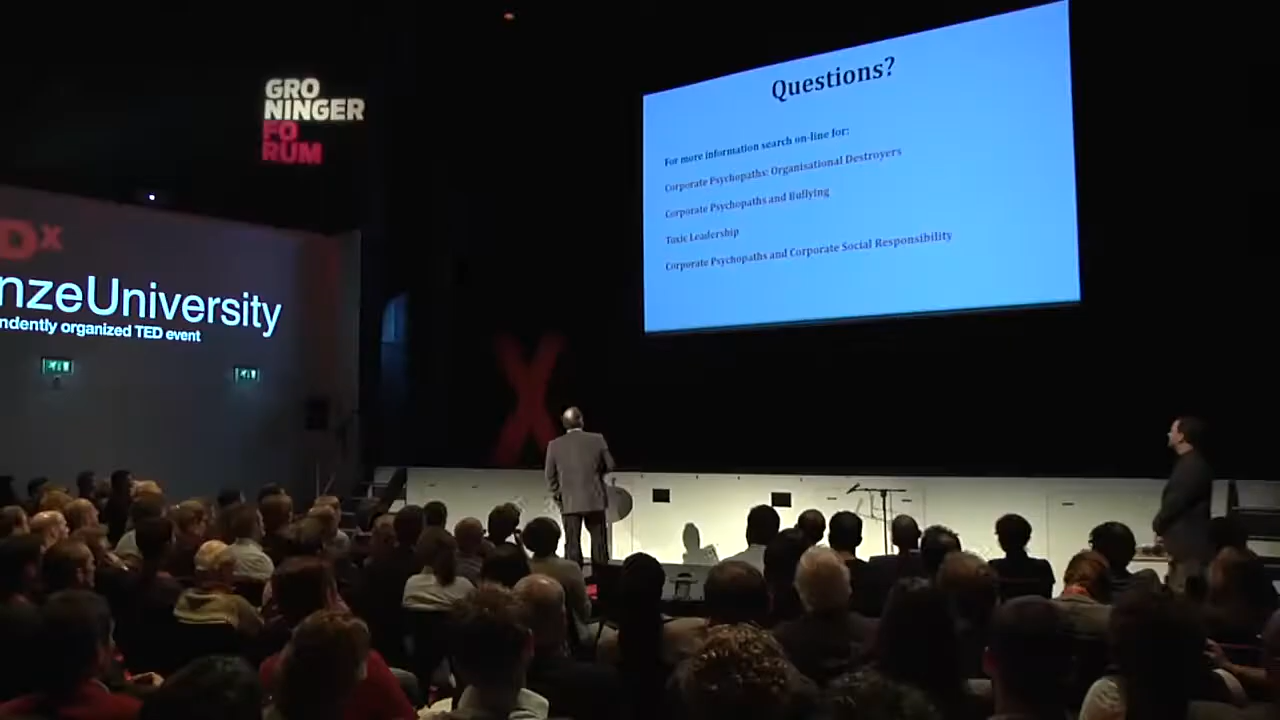 GRO
NINGER
FO
RUM
Dx
nzeUniversity
ndently organized TED event
X
Questions?
For more information search on-line for:
Corporate Psychopaths: Organisational Destroyers
Corporate Psychopaths and Bullying
Toxic Leadership
Corporate Psychopaths and Corporate Social Responsibility